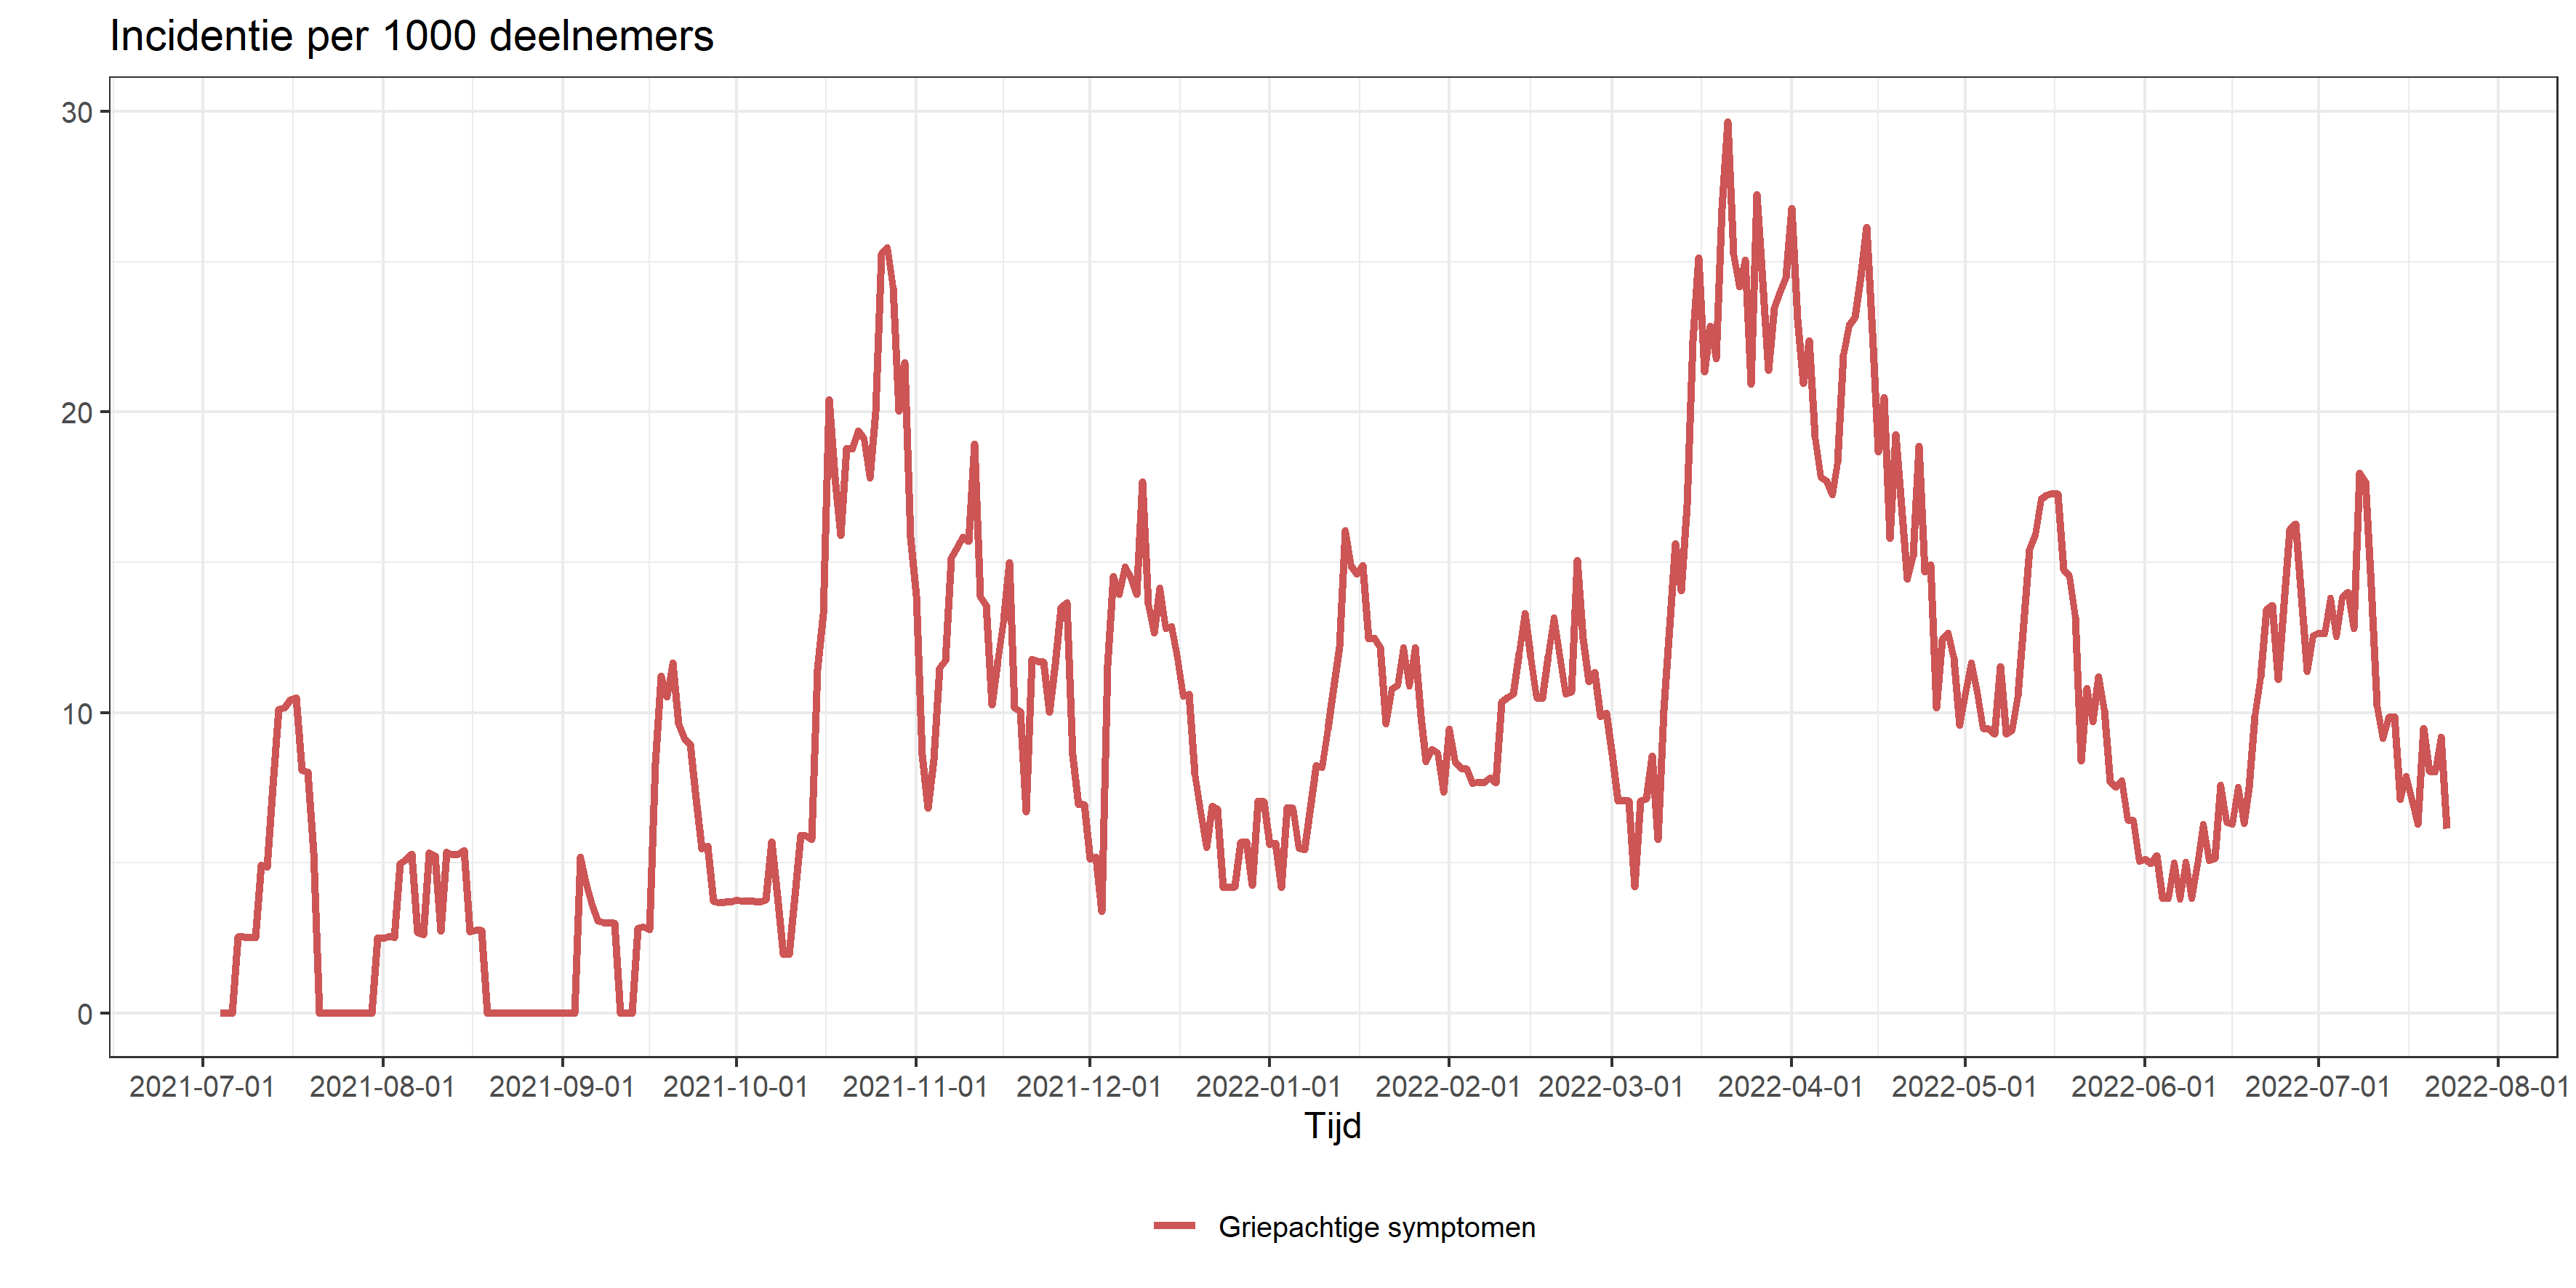 Incidentie per 1000 deelnemers
30
20
10
0
2021-07-01 2021-08-01 2021-09-01 2021-10-01 2021-11-01 2021-12-01 2022-01-01 2022-02-01 2022-03-01 2022-04-01 2022-05-01 2022-06-01 2022-07-01 2022-08-01
Tijd
Griepachtige symptomen